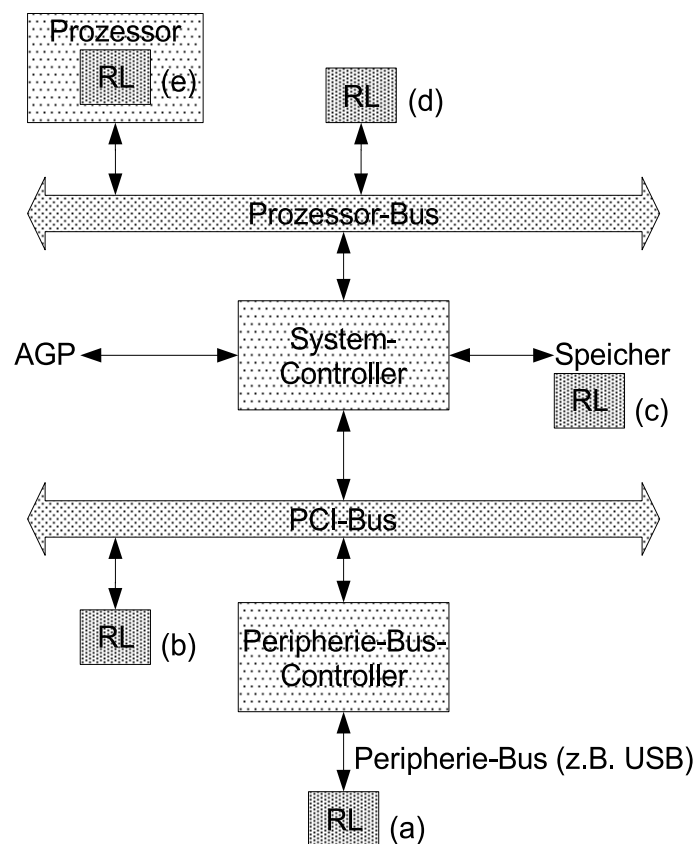 Prozessor
RL (e)
RL (d)
Prozessor-Bus
AGP
System-
Controller
Speicher
RL (c)
PCI-Bus
RL (b)
Peripherie-Bus-
Controller
Peripherie-Bus (z.B. USB)
RL (a)